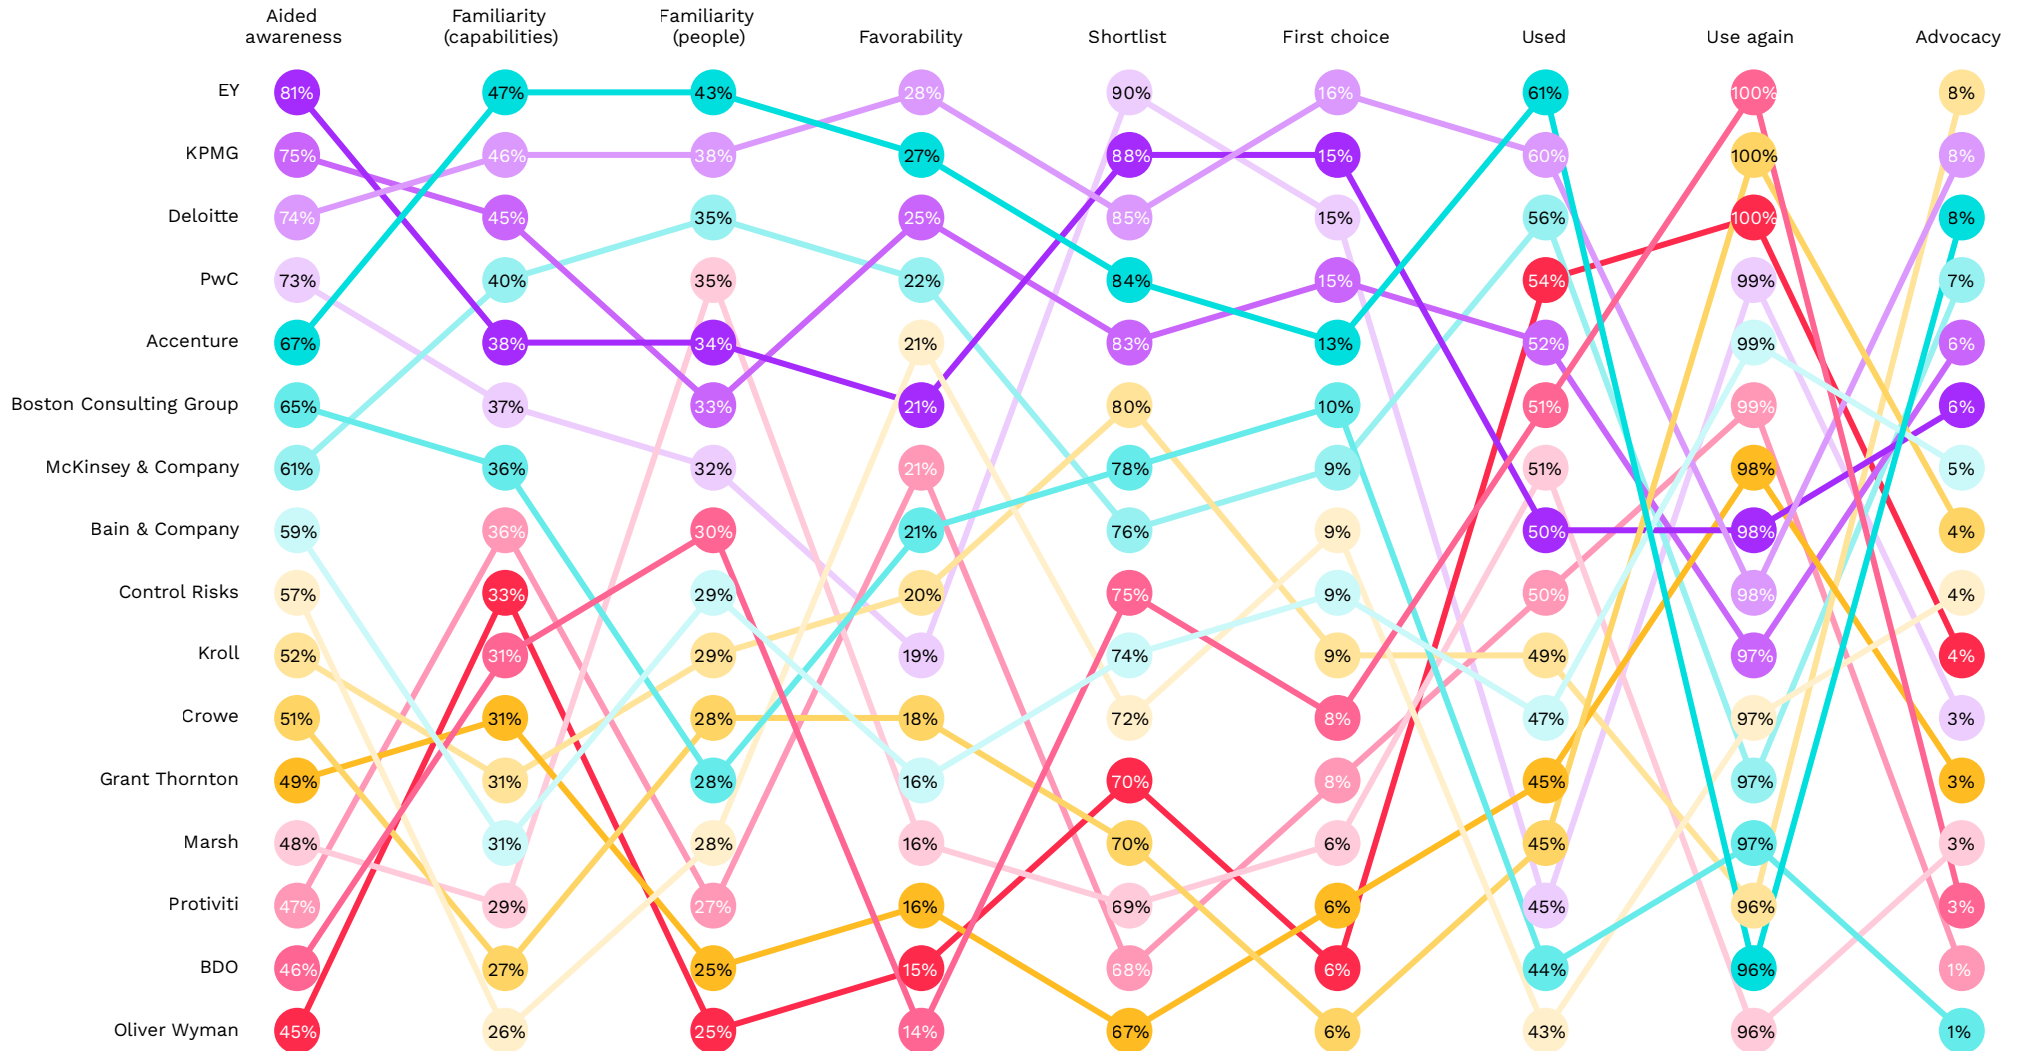 Aided awareness
Familiarity (capabilities)
Familiarity (people)
Favorability
Shortlist
First choice
Used
Use again
Advocacy
EY 81% 47% 43% 28% 90% 16% 61% 100% 8%
KPMG 75% 46% 38% 27% 88% 15% 60% 100% 8%
Deloitte 74% 45% 35% 25% 85% 15% 56% 100% 8%
PwC 73% 40% 35% 22% 84% 15% 54% 99% 7%
Accenture 67% 38% 34% 21% 83% 13% 52% 99% 6%
Boston Consulting Group 65% 37% 33% 21% 80% 10% 51% 99% 6%
McKinsey & Company 61% 36% 32% 21% 78% 9% 51% 98% 5%
Bain & Company 59% 36% 30% 21% 76% 9% 50% 98% 4%
Control Risks 57% 33% 29% 20% 75% 9% 50% 98% 4%
Kroll 52% 31% 29% 19% 74% 9% 49% 97% 4%
Crowe 51% 31% 28% 18% 72% 8% 47% 97% 3%
Grant Thornton 49% 31% 28% 16% 70% 8% 45% 97% 3%
Marsh 48% 31% 28% 16% 70% 6% 45% 97% 3%
Protiviti 47% 29% 27% 16% 69% 6% 45% 96% 3%
BDO 46% 27% 25% 15% 68% 6% 44% 96% 1%
Oliver Wyman 45% 26% 25% 14% 67% 6% 43% 96% 1%